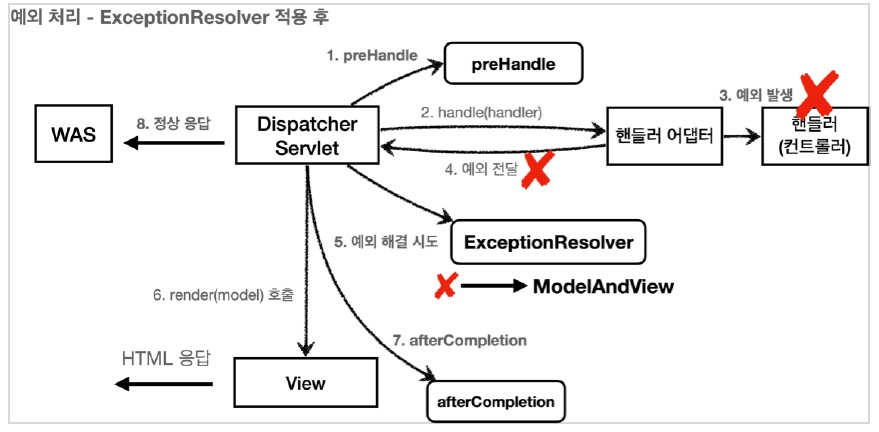 예외 처리 - ExceptionResolver 적용 후
1. preHandle
preHandle
3. 예외 발생
2. handle(handler)
WAS
8. 정상 응답
Dispatcher
Servlet
핸들러 어댑터
핸들러
(컨트롤러)
4. 예외 전달
5. 예외 해결 시도
ExceptionResolver
ModelAndView
6. render(model) 호출
7. afterCompletion
HTML 응답
View
afterCompletion